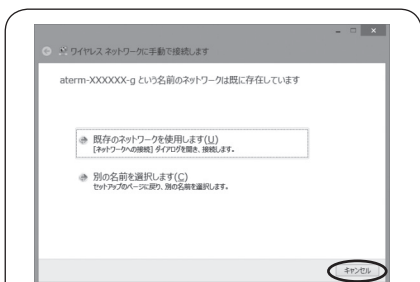 ワイヤレス ネットワークに手動で接続します
aterm-XXXXXX-g という名前のネットワークは既に存在しています
既存のネットワークを使用します(U)
[ネットワークへの接続] ダイアログを開き、接続します。
別の名前を選択します(C)
セットアップのページに戻り、別の名前を選択します。
キャンセル